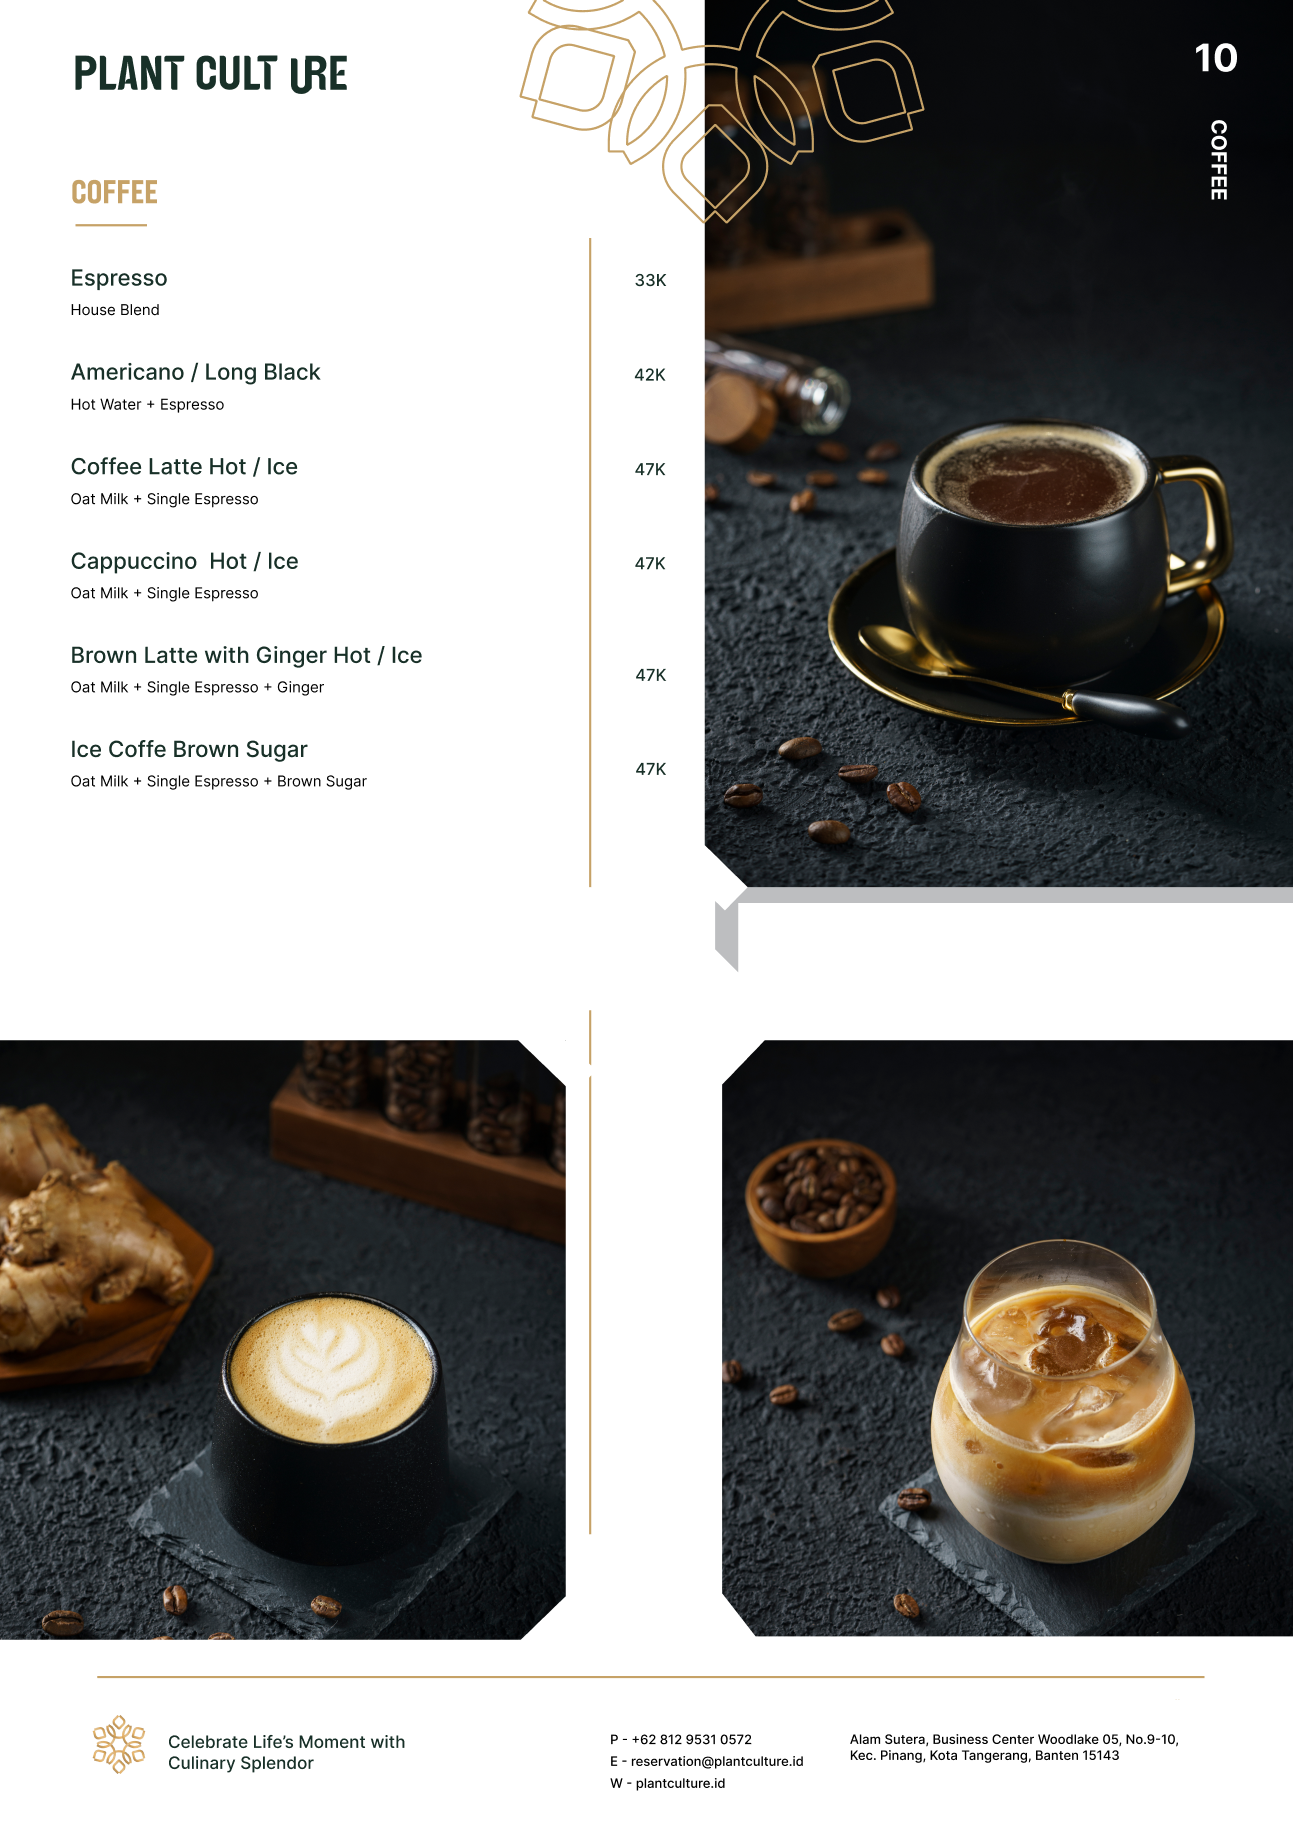 PLANT CULTURE
10
COFFEE
COFFEE
Espresso
33K
House Blend
Americano / Long Black
42K
Hot Water + Espresso
Coffee Latte Hot / Ice
47K
Oat Milk + Single Espresso
Cappuccino  Hot / Ice
47K
Oat Milk + Single Espresso
Brown Latte with Ginger Hot / Ice
47K
Oat Milk + Single Espresso + Ginger
Ice Coffe Brown Sugar
47K
Oat Milk + Single Espresso + Brown Sugar
Celebrate Life’s Moment with
Culinary Splendor
P - +62 812 9531 0572
E - reservation@plantculture.id
W - plantculture.id
Alam Sutera, Business Center Woodlake 05, No.9-10,
Kec. Pinang, Kota Tangerang, Banten 15143